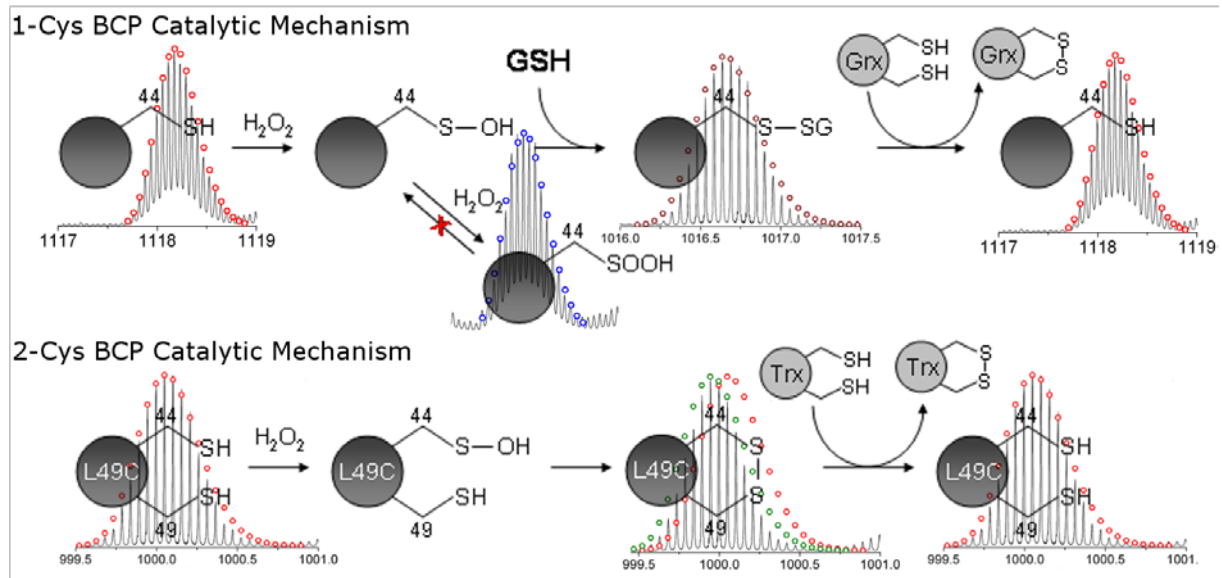 1-Cys BCP Catalytic Mechanism
44
SH
1117 1118 1119
H2O2
44
S—OH
H2O2
44
SOOH
GSH
44
S—SG
1016.0 1016.5 1017.0 1017.5
Grx SH SH
Grx S S
44
SH
1117 1118 1119
2-Cys BCP Catalytic Mechanism
44
SH
L49C
SH
49
999.5 1000.0 1000.5 1001.0
H2O2
44
S—OH
L49C
SH
49
44
S
L49C
S
49
999.5 1000.0 1000.5 1001.0
Trx SH SH
Trx S S
44
SH
L49C
SH
49
999.5 1000.0 1000.5 1001.